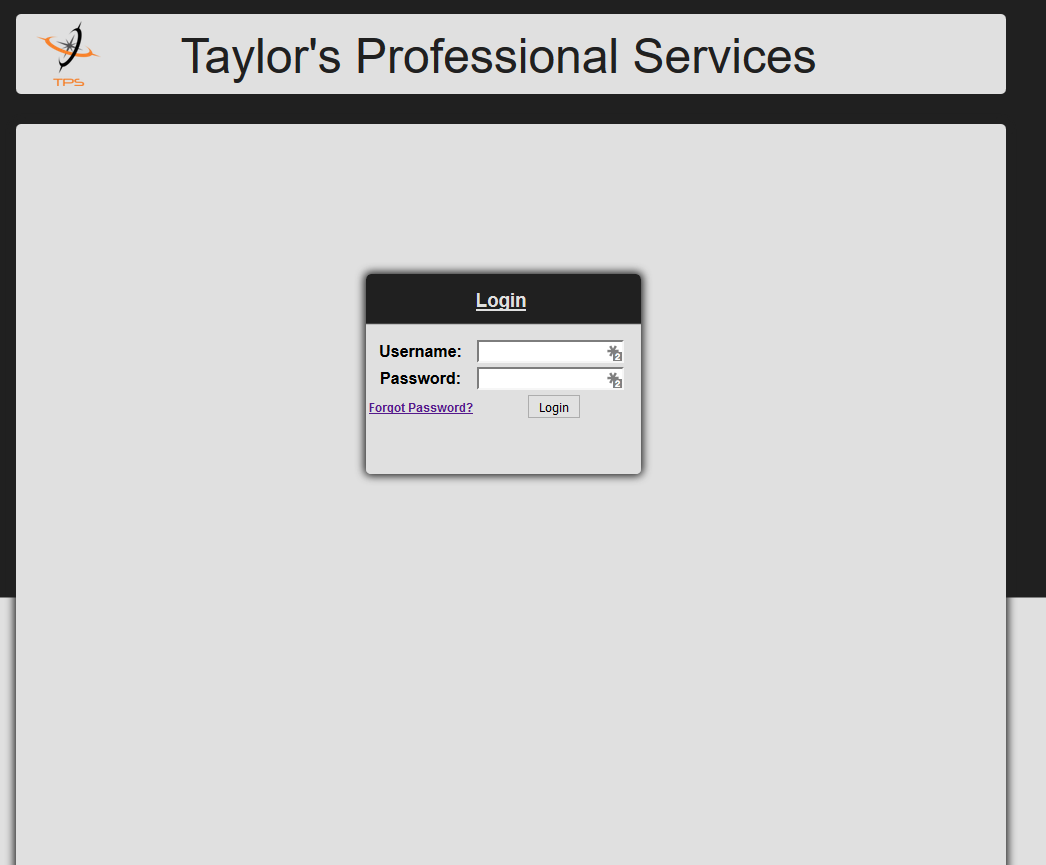 TPS
Taylor's Professional Services
Login
Username:
Password:
Forgot Password? Login